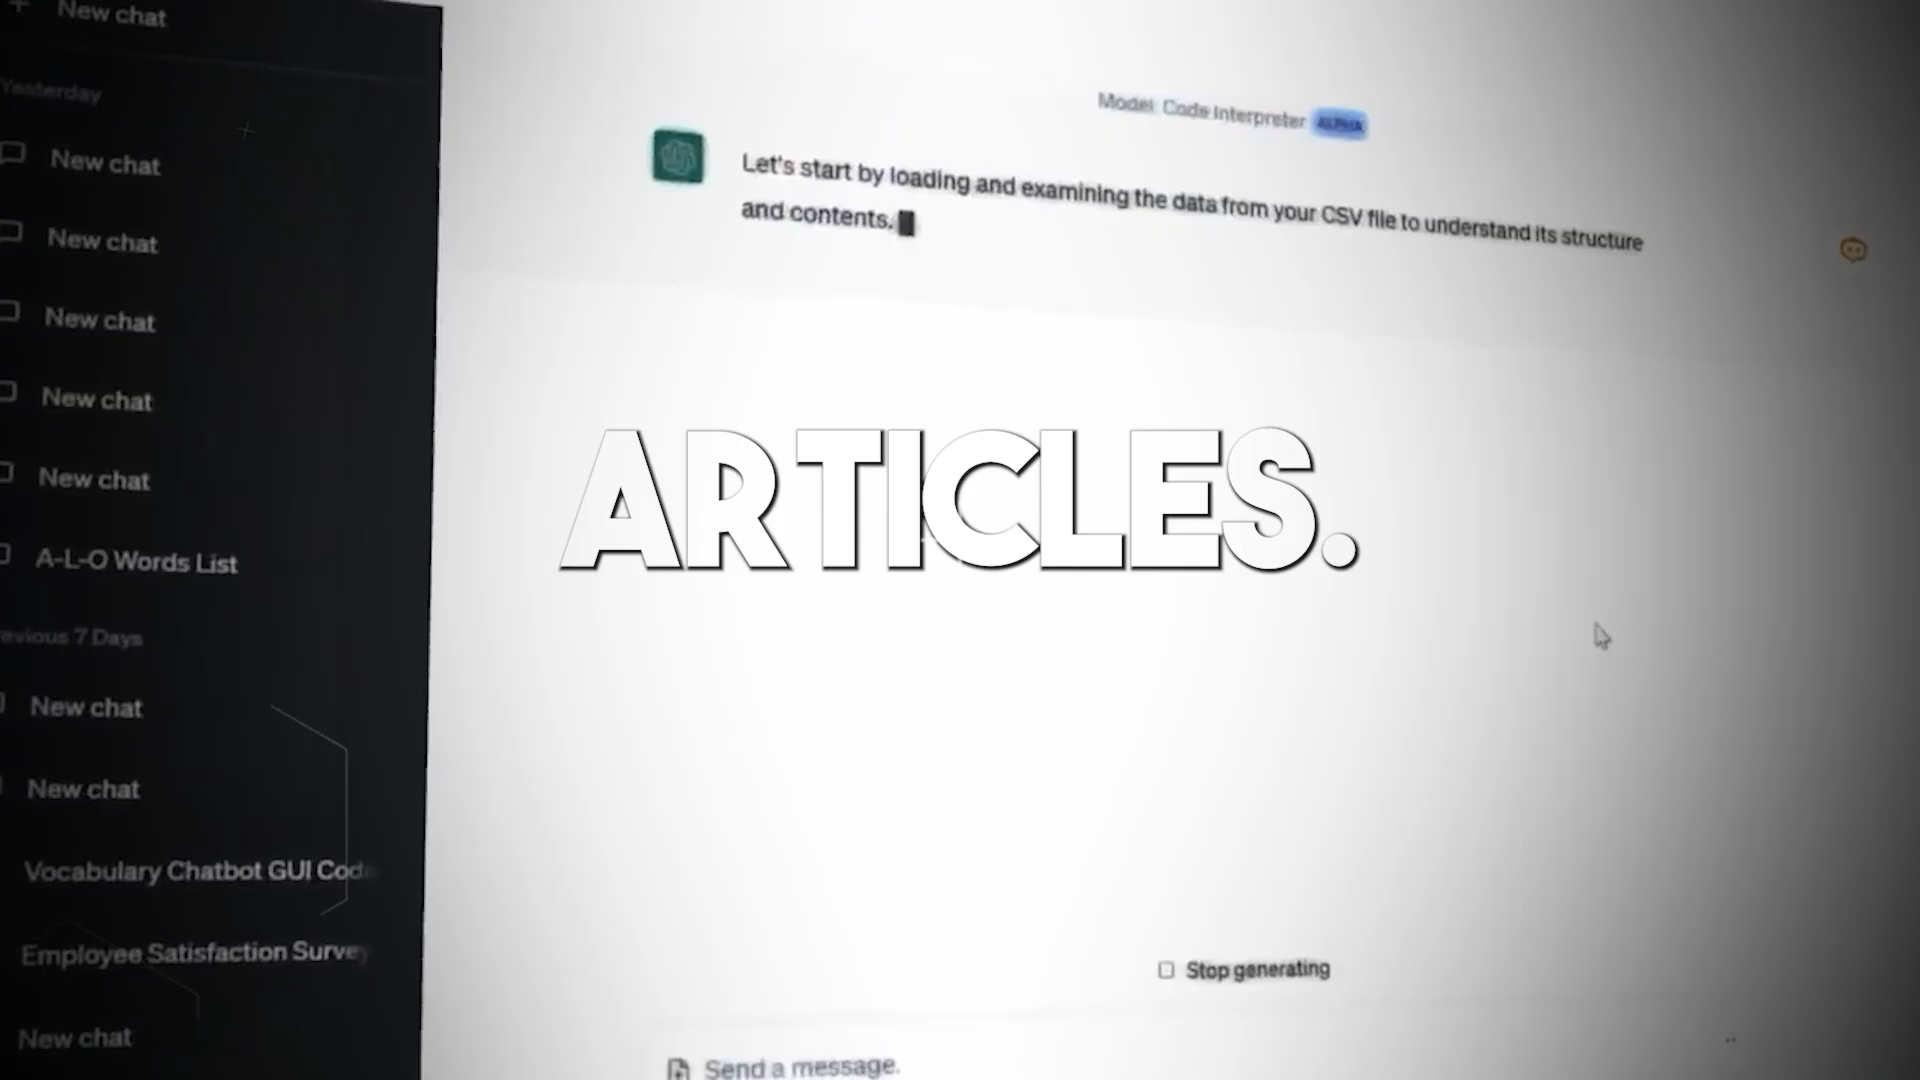 New chat
Yesterday
New chat
New chat
New chat
New chat
New chat
A-L-O Words List
evious 7 Days
New chat
New chat
Vocabulary Chatbot GUI Code
Employee Satisfaction Survey
New chat
Model: Code Interpreter ALPHA
Let's start by loading and examining the data from your CSV file to understand its structure
and contents.
ARTICLES.
Stop generating
Send a message.